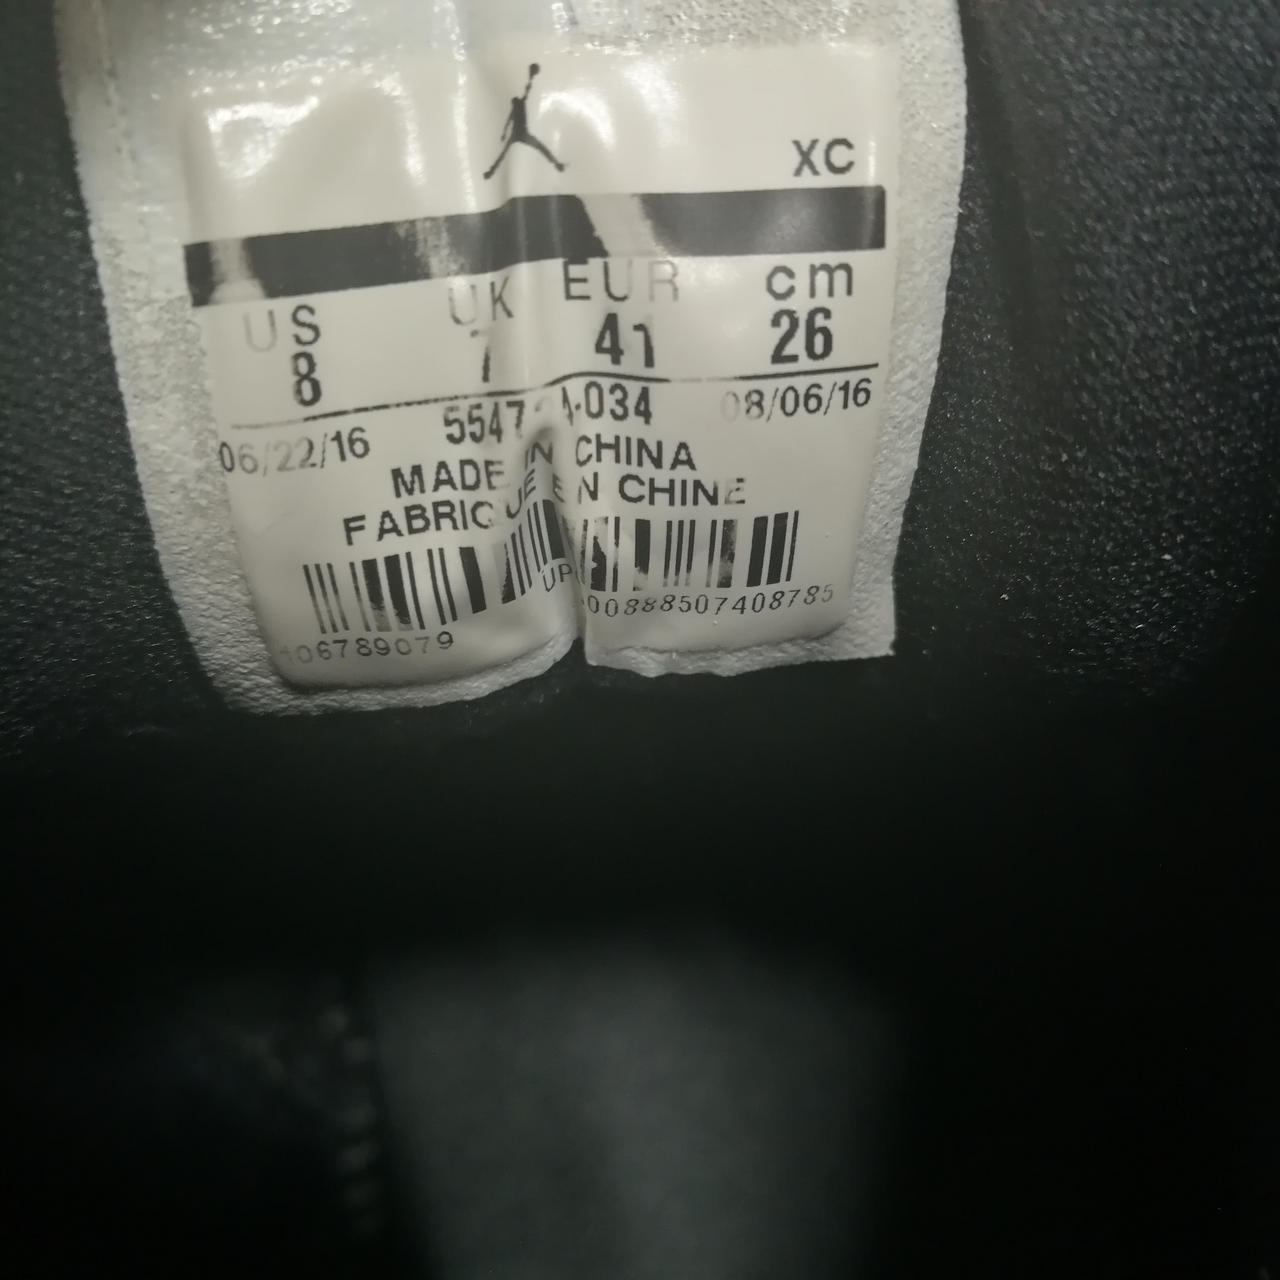 XC
US UK EUR cm
8 7 41 26
06/22/16 08/06/16
MADE IN CHINA
FABRIQUE EN CHINE
00888507408785